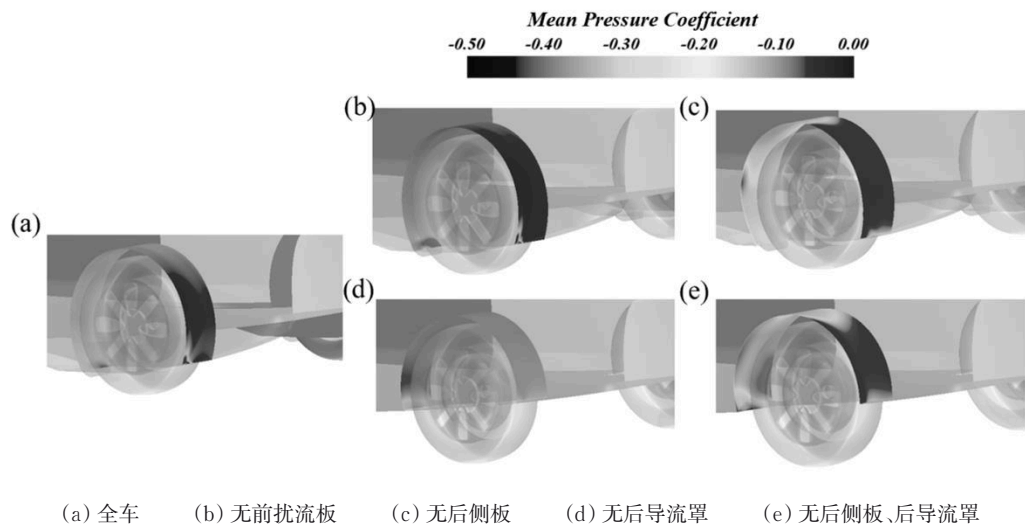 Mean Pressure Coefficient
-0.50 -0.40 -0.30 -0.20 -0.10 0.00
(b) (c)
(a)
(d) (e)
(a) 全车 (b) 无前扰流板 (c) 无后侧板 (d) 无后导流罩 (e) 无后侧板、后导流罩